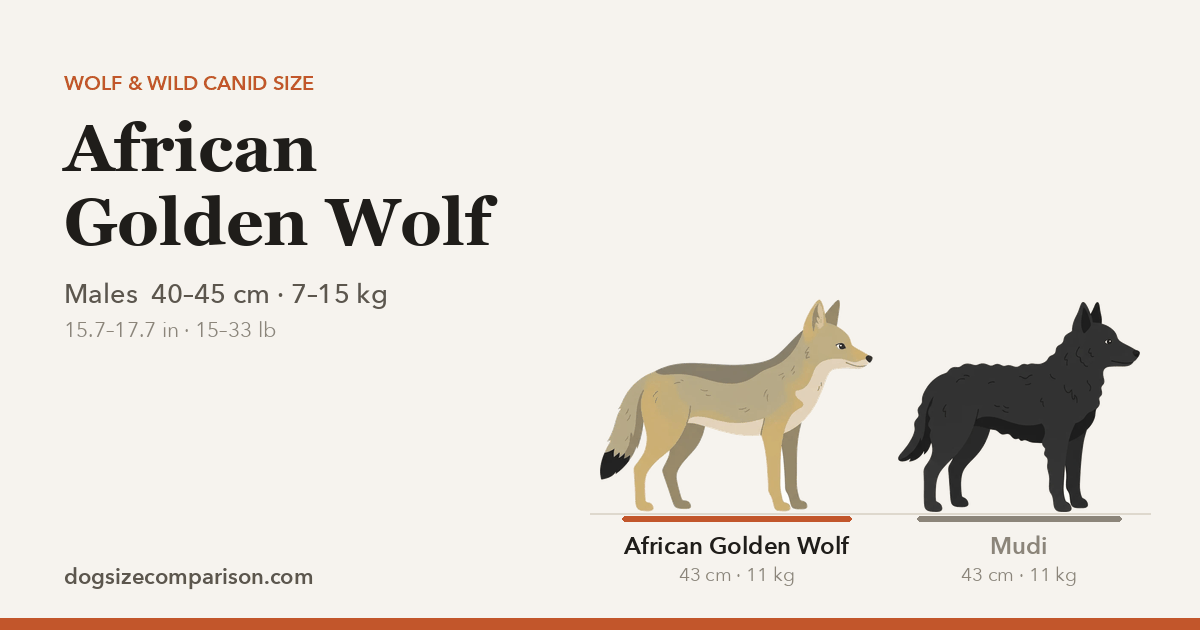 WOLF & WILD CANID SIZE
African
Golden Wolf
Males 40–45 cm · 7–15 kg
15.7–17.7 in · 15–33 lb
African Golden Wolf
43 cm · 11 kg
Mudi
43 cm · 11 kg
dogsizecomparison.com